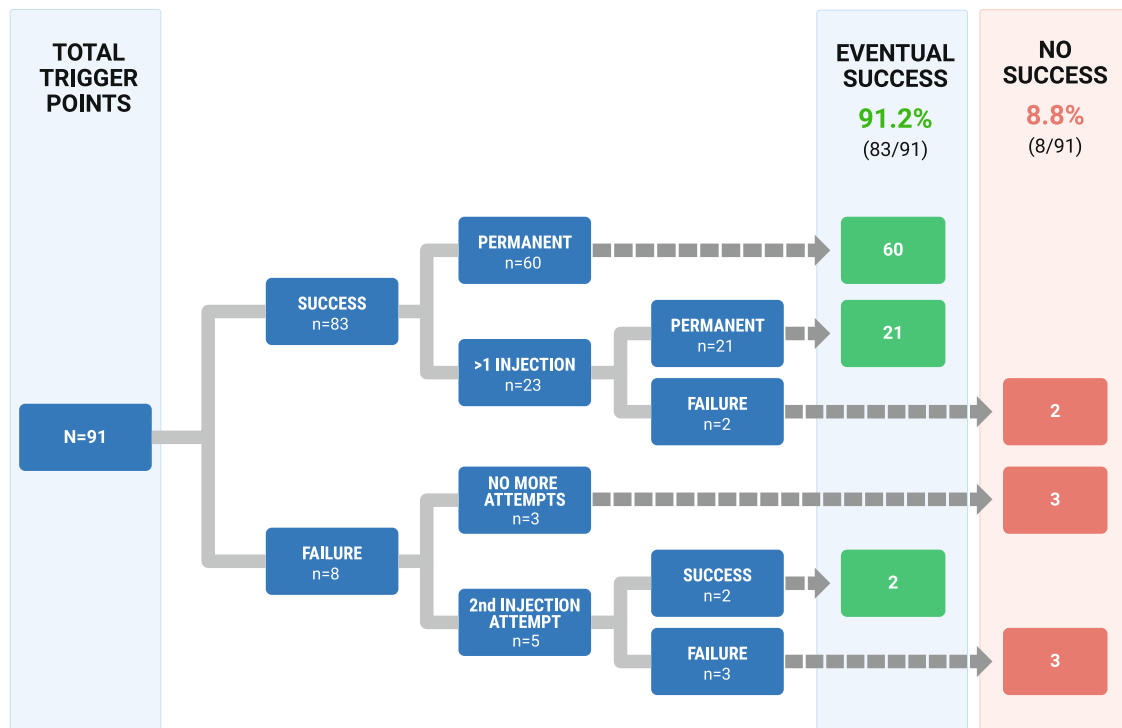 TOTAL
TRIGGER
POINTS
EVENTUAL
SUCCESS
91.2%
(83/91)
NO
SUCCESS
8.8%
(8/91)
PERMANENT
n=60
60
SUCCESS
n=83
PERMANENT
n=21
21
>1 INJECTION
n=23
FAILURE
n=2
2
N=91
NO MORE
ATTEMPTS
n=3
3
FAILURE
n=8
SUCCESS
n=2
2
2nd INJECTION
ATTEMPT
n=5
FAILURE
n=3
3